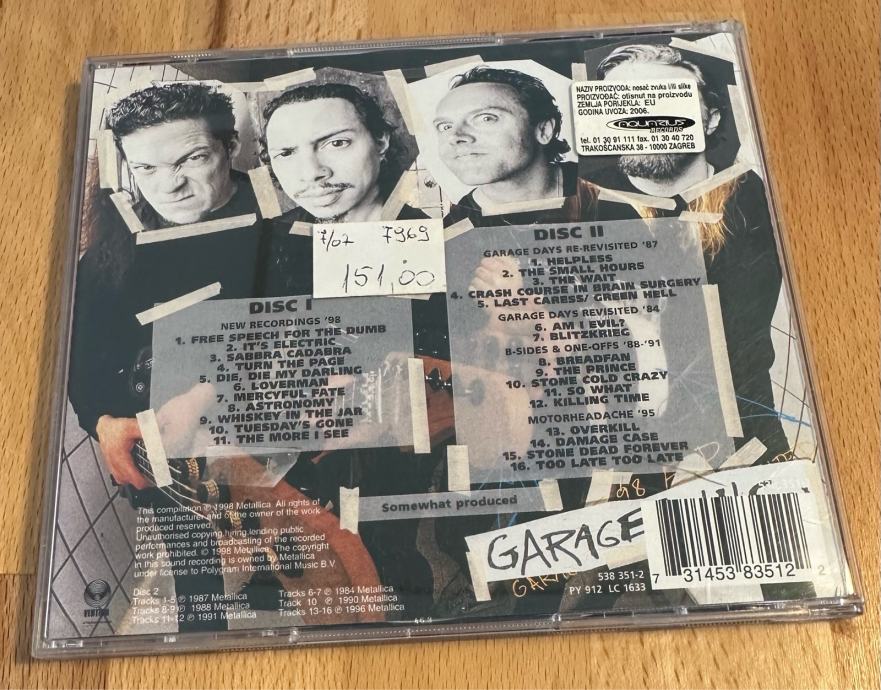 NAZIV PROIZVODA: nosač zvuka i/ili slike
PROIZVOĐAČ: otisnut na proizvodu
ZEMLJA PORIJEKLA: EU
GODINA UVOZA: 2006.
AQUARIUS
RECORDS
tel. 01 30 91 111 fax. 01 30 40 720
TRAKOŠĆANSKA 38 - 10000 ZAGREB
7/07 7969
151,00
DISC I
NEW RECORDINGS '98
1. FREE SPEECH FOR THE DUMB
2. IT'S ELECTRIC
3. SABBRA CADABRA
4. TURN THE PAGE
5. DIE, DIE MY DARLING
6. LOVERMAN
7. MERCYFUL FATE
8. ASTRONOMY
9. WHISKEY IN THE JAR
10. TUESDAY'S GONE
11. THE MORE I SEE
DISC II
GARAGE DAYS RE-REVISITED '87
1. HELPLESS
2. THE SMALL HOURS
3. THE WAIT
4. CRASH COURSE IN BRAIN SURGERY
5. LAST CARESS/ GREEN HELL
GARAGE DAYS REVISITED '84
6. AM I EVIL?
7. BLITZKRIEG
B-SIDES & ONE-OFFS '88-'91
8. BREADFAN
9. THE PRINCE
10. STONE COLD CRAZY
11. SO WHAT
12. KILLING TIME
MOTORHEADACHE '95
13. OVERKILL
14. DAMAGE CASE
15. STONE DEAD FOREVER
16. TOO LATE TOO LATE
Somewhat produced
This compilation ℗ 1998 Metallica. All rights of
the manufacturer and of the owner of the work
produced reserved.
Unauthorised copying,hiring,lending public
performances and broadcasting of the recorded
work prohibited. © 1998 Metallica. The copyright
in this sound recording is owned by Metallica
under license to Polygram International Music B.V.
Disc 2
Tracks 1-5 ℗ 1987 Metallica
Tracks 8-9 ℗ 1988 Metallica
Tracks 11-12 ℗ 1991 Metallica
Tracks 6-7 ℗ 1984 Metallica
Track 10 ℗ 1990 Metallica
Tracks 13-16 ℗ 1996 Metallica
VERTIGO
GARAGE
538 351-2
PY 912 LC 1633
7 31453 83512 2